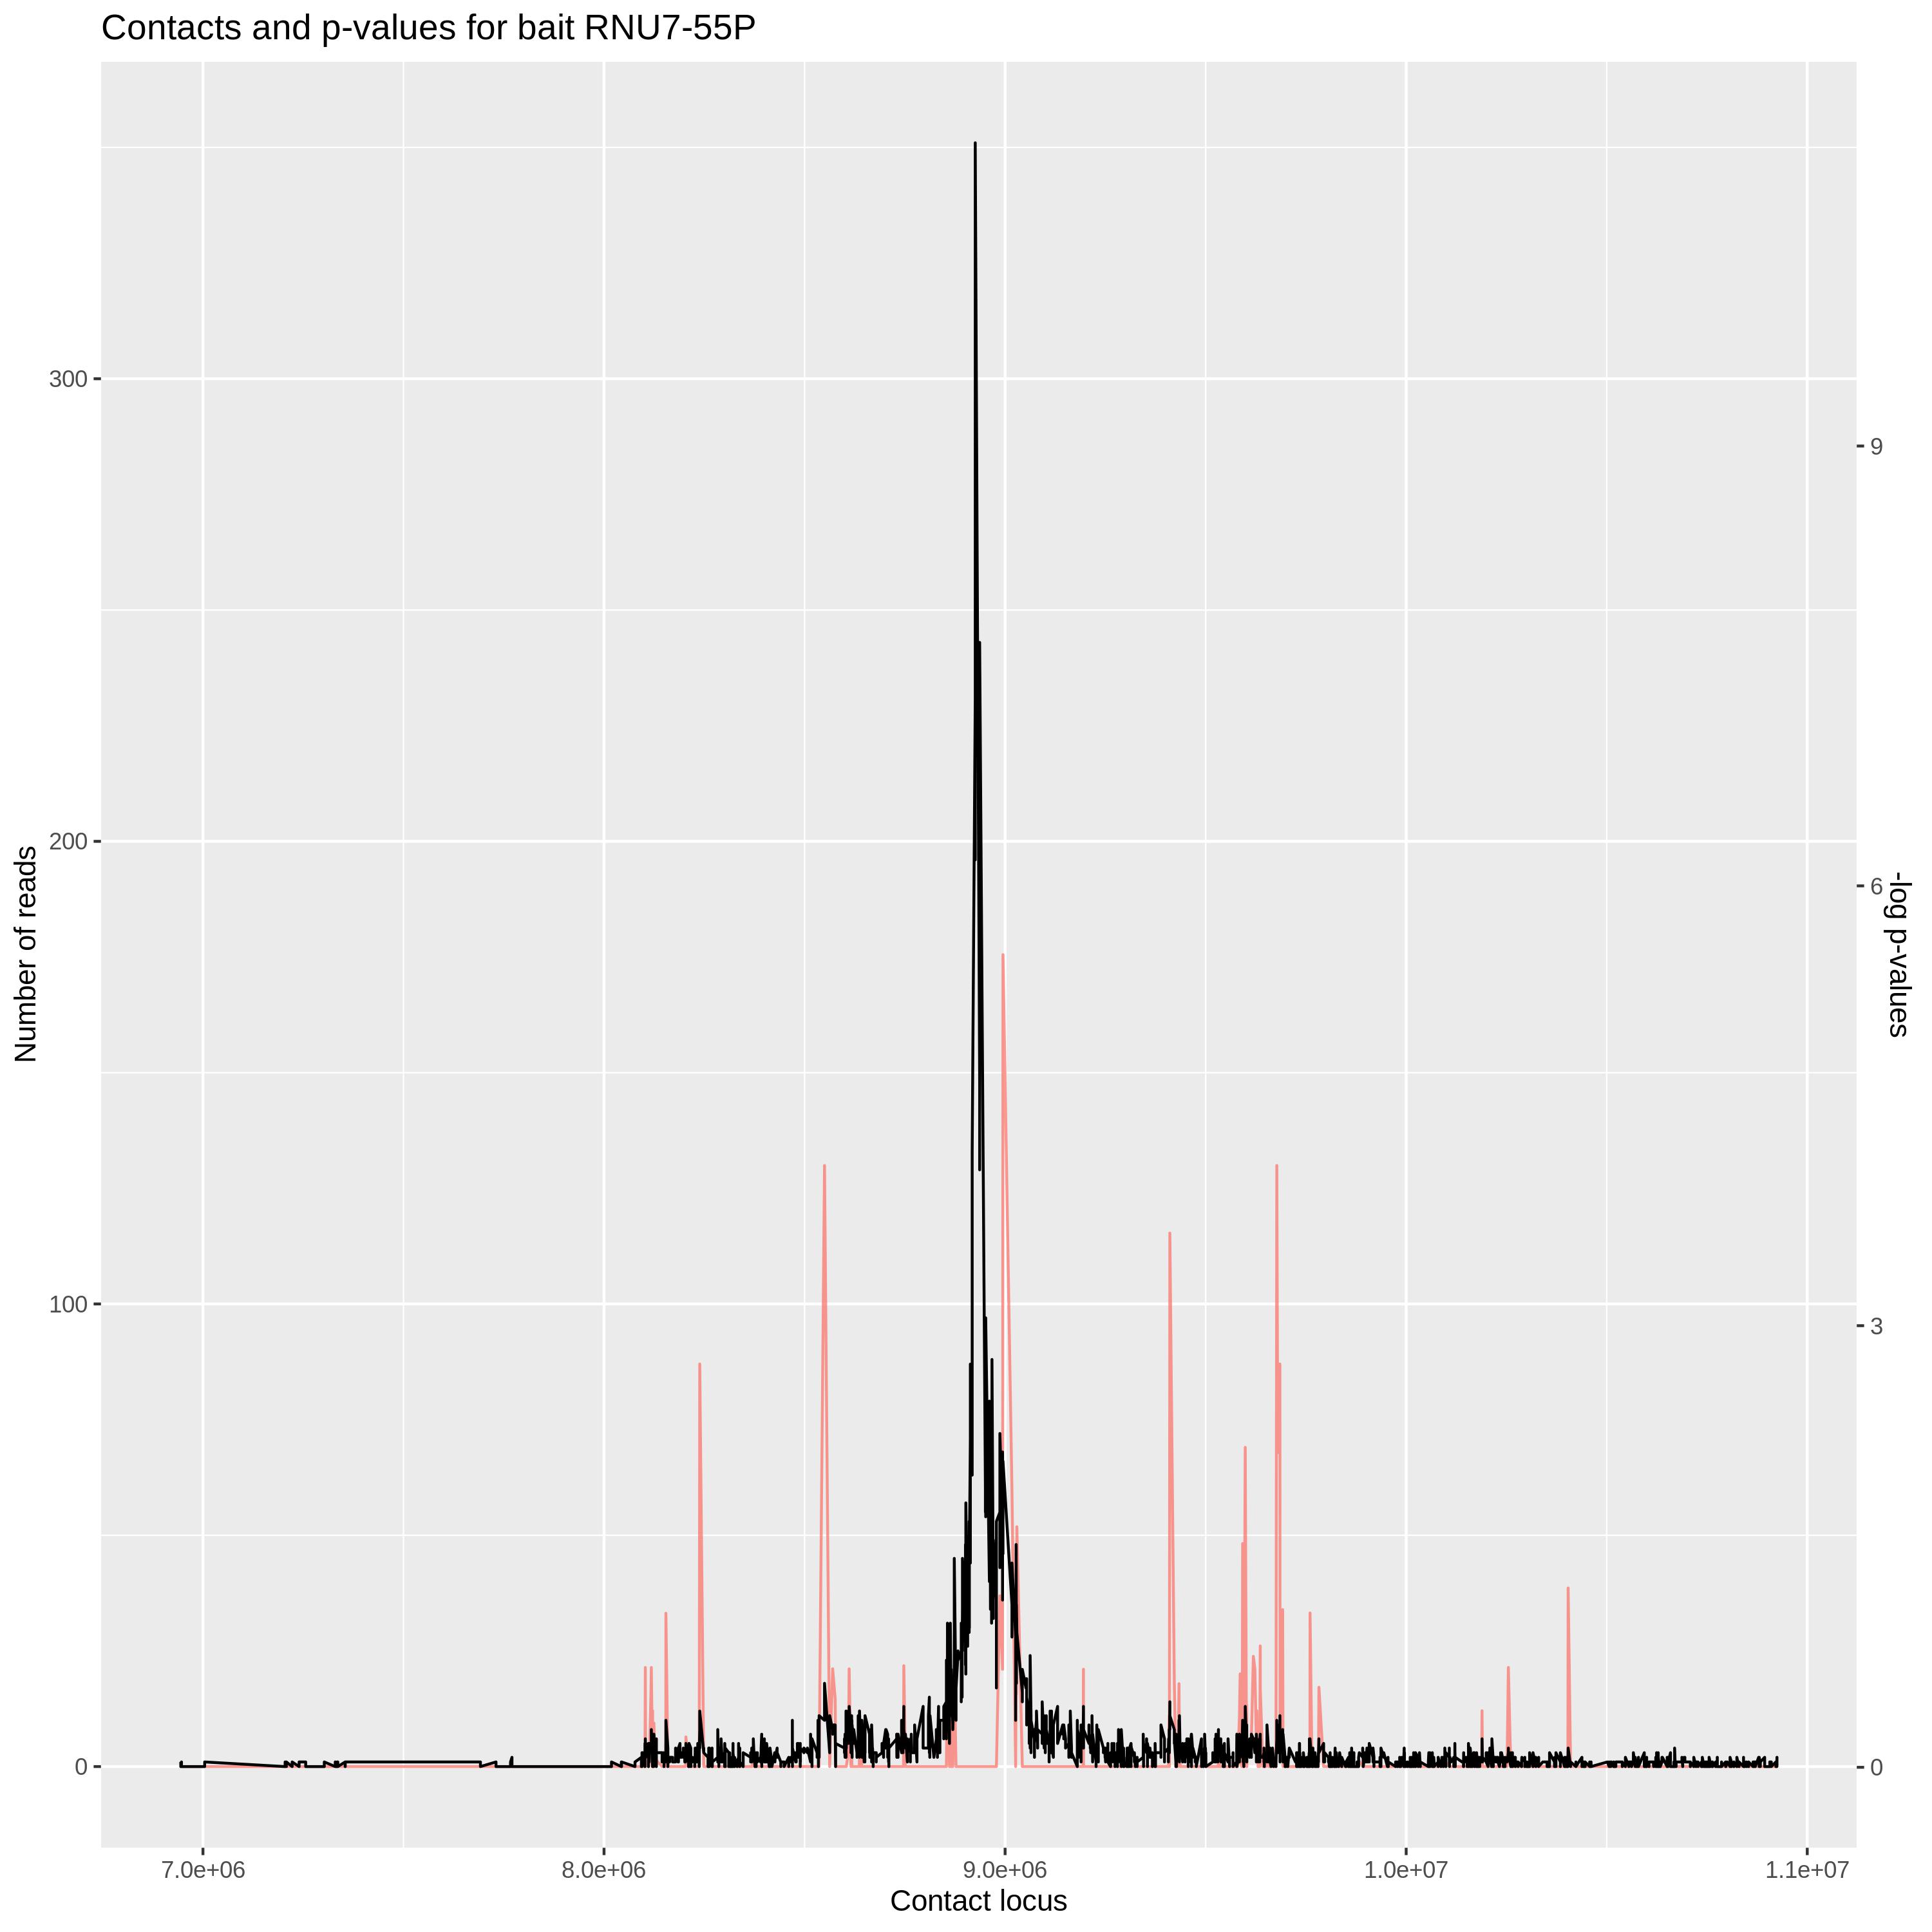 Contacts and p-values for bait RNU7-55P
300
200
100
0
Number of reads
9
6
3
0
-log p-values
7.0e+06
8.0e+06
9.0e+06
1.0e+07
1.1e+07
Contact locus